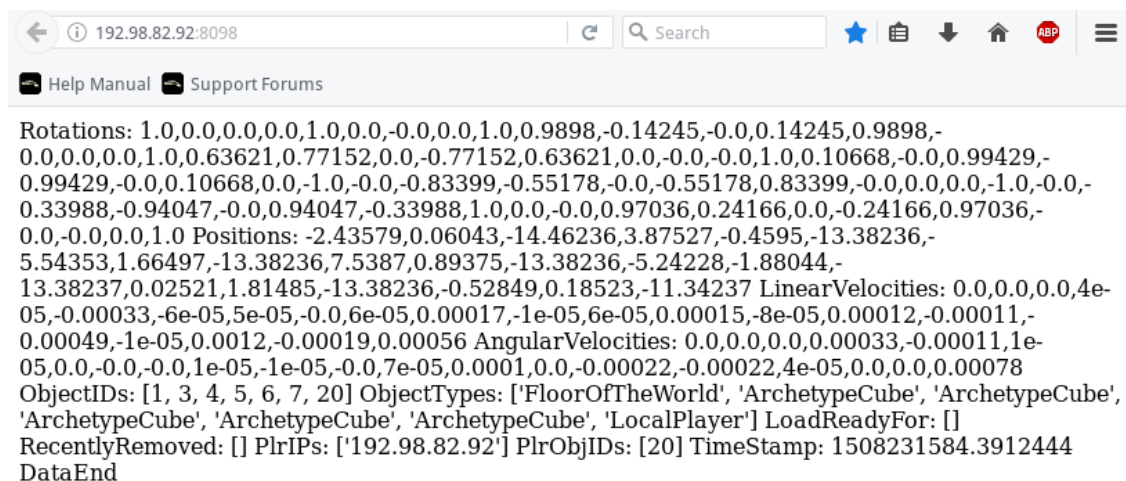 192.98.82.92:8098
Search
ABP
Help Manual Support Forums
Rotations: 1.0,0.0,0.0,0.0,1.0,0.0,-0.0,0.0,1.0,0.9898,-0.14245,-0.0,0.14245,0.9898,-
0.0,0.0,0.0,1.0,0.63621,0.77152,0.0,-0.77152,0.63621,0.0,-0.0,-0.0,1.0,0.10668,-0.0,0.99429,-
0.99429,-0.0,0.10668,0.0,-1.0,-0.0,-0.83399,-0.55178,-0.0,-0.55178,0.83399,-0.0,0.0,0.0,-1.0,-0.0,-
0.33988,-0.94047,-0.0,0.94047,-0.33988,1.0,0.0,-0.0,0.97036,0.24166,0.0,-0.24166,0.97036,-
0.0,-0.0,0.0,1.0 Positions: -2.43579,0.06043,-14.46236,3.87527,-0.4595,-13.38236,-
5.54353,1.66497,-13.38236,7.5387,0.89375,-13.38236,-5.24228,-1.88044,-
13.38237,0.02521,1.81485,-13.38236,-0.52849,0.18523,-11.34237 LinearVelocities: 0.0,0.0,0.0,4e-
05,-0.00033,-6e-05,5e-05,-0.0,6e-05,0.00017,-1e-05,6e-05,0.00015,-8e-05,0.00012,-0.00011,-
0.00049,-1e-05,0.0012,-0.00019,0.00056 AngularVelocities: 0.0,0.0,0.0,0.00033,-0.00011,1e-
05,0.0,-0.0,-0.0,1e-05,-1e-05,-0.0,7e-05,0.0001,0.0,-0.00022,-0.00022,4e-05,0.0,0.0,0.00078
ObjectIDs: [1, 3, 4, 5, 6, 7, 20] ObjectTypes: ['FloorOfTheWorld', 'ArchetypeCube', 'ArchetypeCube',
'ArchetypeCube', 'ArchetypeCube', 'ArchetypeCube', 'LocalPlayer'] LoadReadyFor: []
RecentlyRemoved: [] PlrIPs: ['192.98.82.92'] PlrObjIDs: [20] TimeStamp: 1508231584.3912444
DataEnd